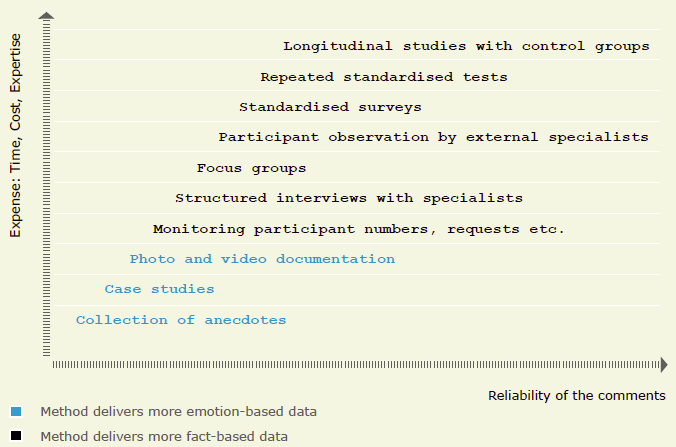 Expense: Time, Cost, Expertise
Longitudinal studies with control groups
Repeated standardised tests
Standardised surveys
Participant observation by external specialists
Focus groups
Structured interviews with specialists
Monitoring participant numbers, requests etc.
Photo and video documentation
Case studies
Collection of anecdotes
Reliability of the comments
Method delivers more emotion-based data
Method delivers more fact-based data